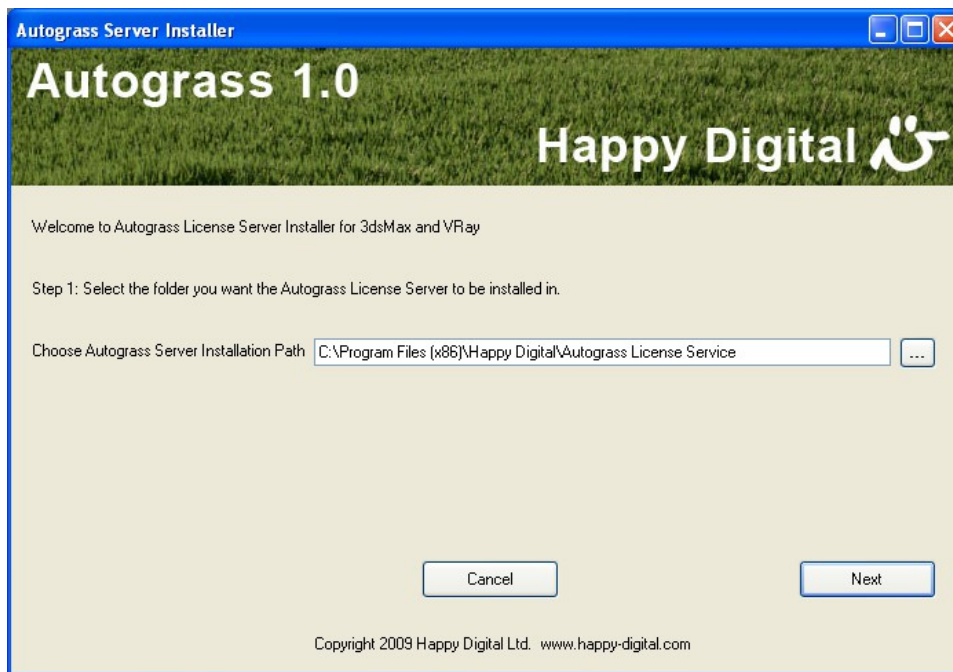 Autograss Server Installer
Autograss 1.0
Happy Digital
Welcome to Autograss License Server Installer for 3dsMax and VRay
Step 1: Select the folder you want the Autograss License Server to be installed in.
Choose Autograss Server Installation Path C:\Program Files (x86)\Happy Digital\Autograss License Service ...
Cancel Next
Copyright 2009 Happy Digital Ltd. www.happy-digital.com